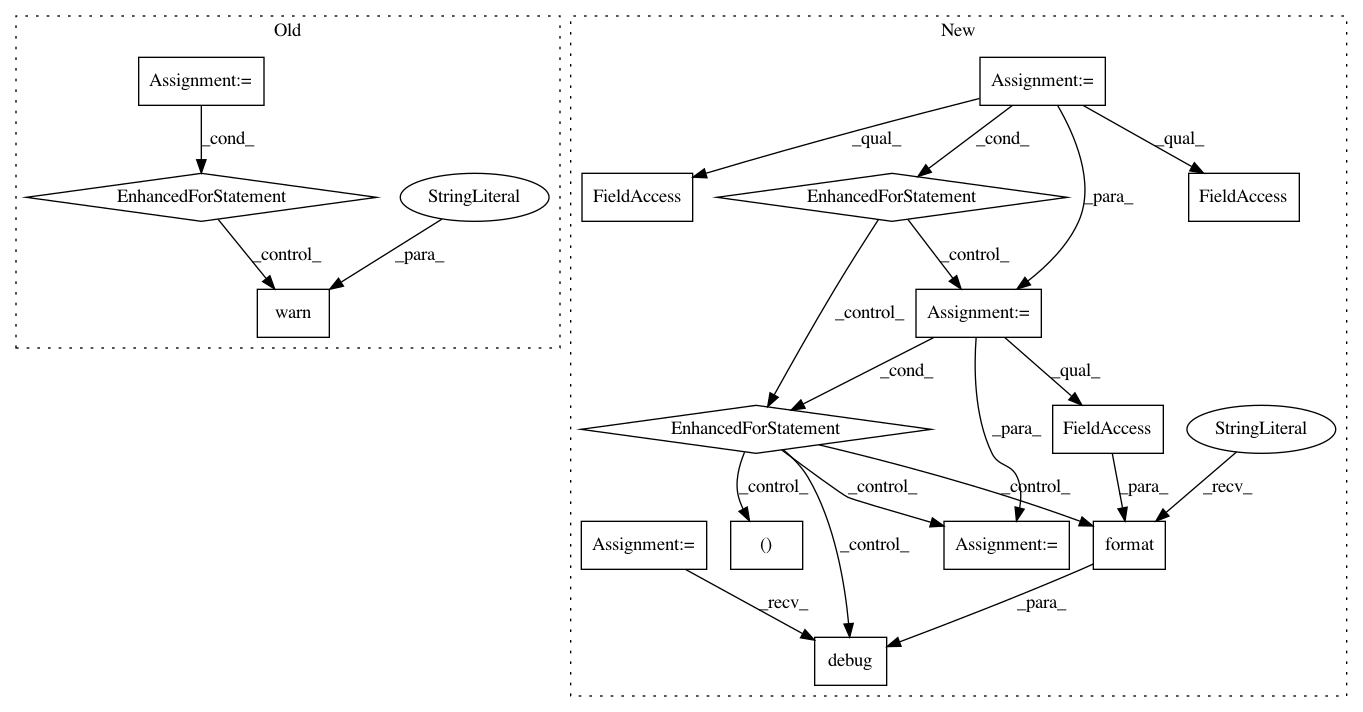 Old
New
Assignment:=
Assignment:=
_cond_
_qual_
_cond_
_qual_
EnhancedForStatement
StringLiteral
FieldAccess
EnhancedForStatement
_para_
FieldAccess
_control_
_para_
_control_
warn
_control_
Assignment:=
_cond_
_qual_
EnhancedForStatement
_para_
FieldAccess
StringLiteral
_control_
_control_
_control_
_para_
_recv_
Assignment:=
()
_control_
Assignment:=
format
_recv_
_para_
debug